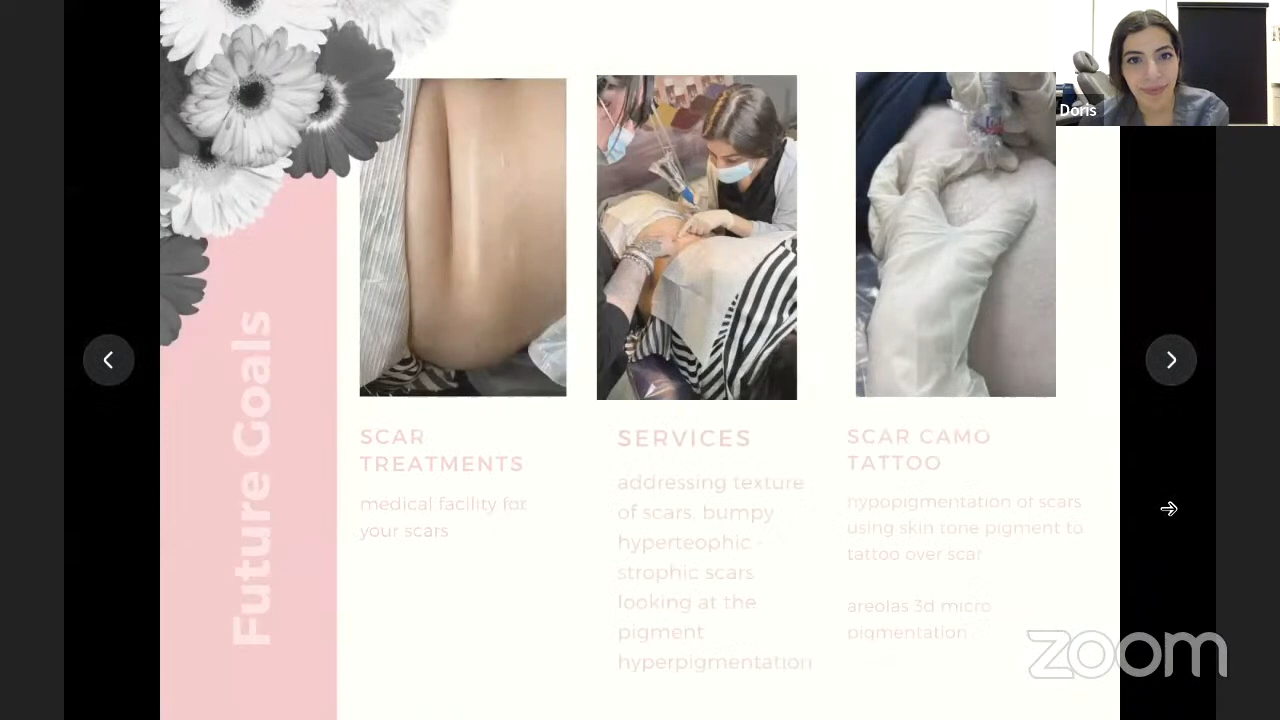 Doris
Future Goals
SCAR
TREATMENTS
medical facility for
your scars
SERVICES
addressing texture
of scars, bumpy
hyperteophic -
strophic scars
looking at the
pigment
hyperpigmentation
SCAR CAMO
TATTOO
hypopigmentation of scars
using skin tone pigment to
tattoo over scar
areolas 3d micro
pigmentation
zoom